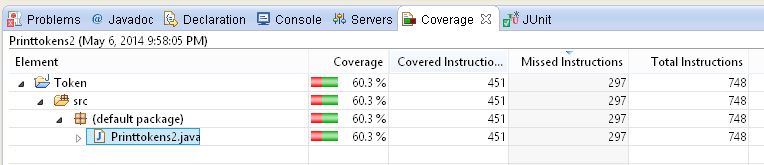 Problems @ Javadoc Declaration Console Servers Coverage JUnit
Printtokens2 (May 6, 2014 9:58:05 PM)
Element Coverage Covered Instructio... Missed Instructions Total Instructions
Token 60.3 % 451 297 748
src 60.3 % 451 297 748
(default package) 60.3 % 451 297 748
Printtokens2.java 60.3 % 451 297 748